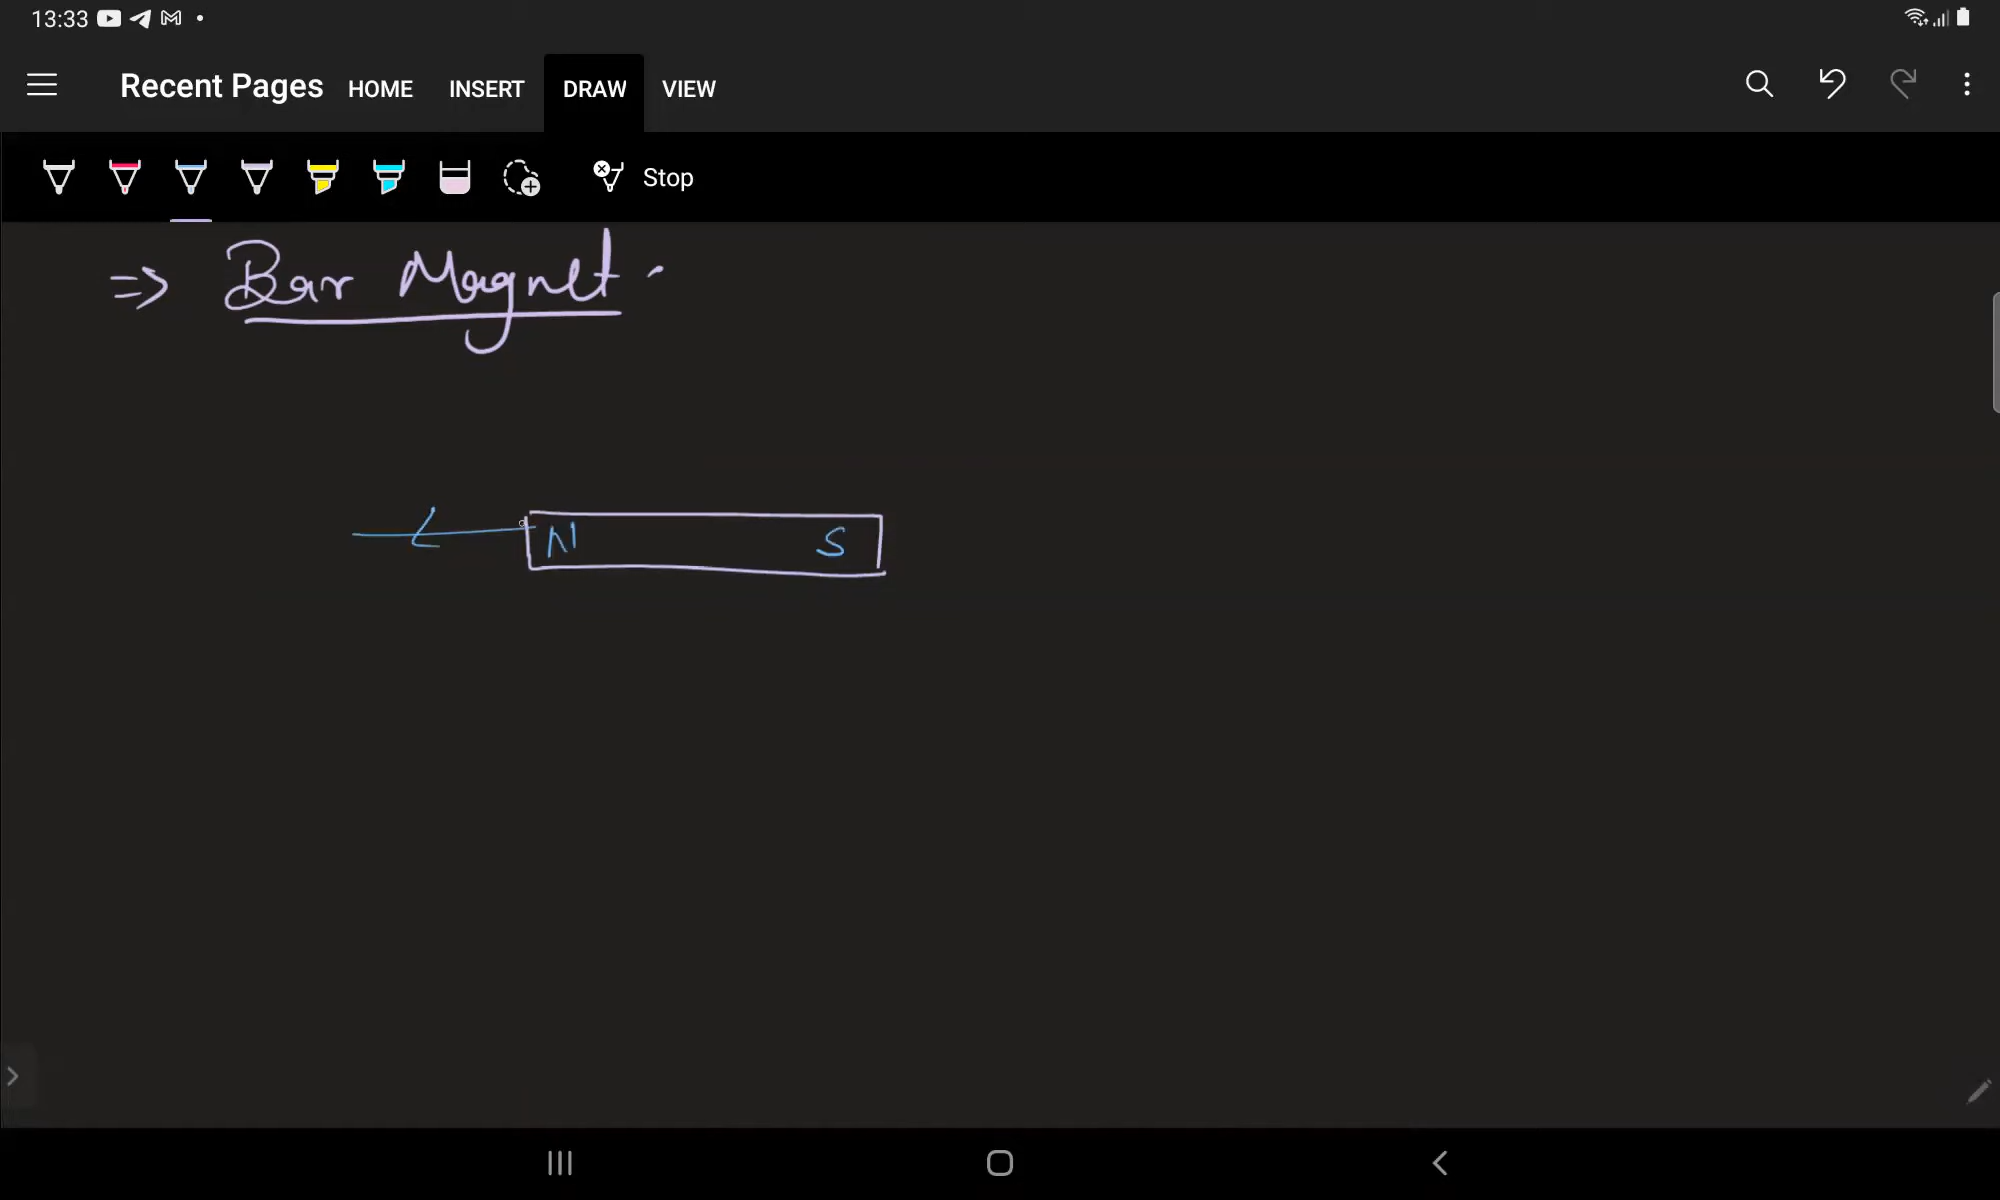 13:33
Recent Pages HOME INSERT DRAW VIEW
Stop
=> Bar Magnet
N S